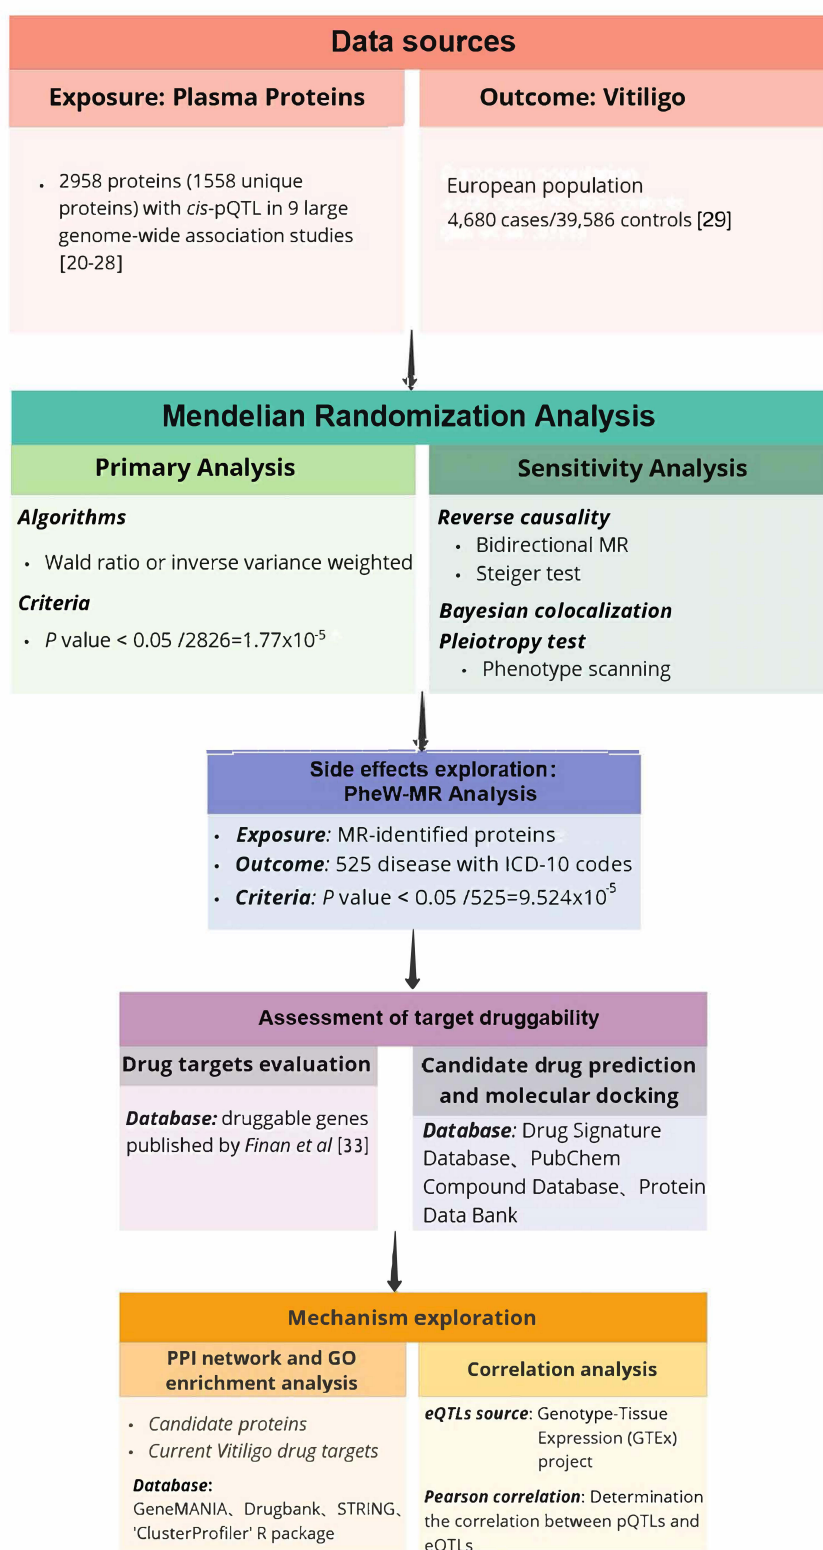 Data sources
Exposure: Plasma Proteins
Outcome: Vitiligo
• 2958 proteins (1558 unique
proteins) with cis-pQTL in 9 large
genome-wide association studies
[20-28]
European population
4,680 cases/39,586 controls [29]
Mendelian Randomization Analysis
Primary Analysis
Algorithms
• Wald ratio or inverse variance weighted
Criteria
• P value < 0.05 /2826=1.77x10⁻⁵
Sensitivity Analysis
Reverse causality
• Bidirectional MR
• Steiger test
Bayesian colocalization
Pleiotropy test
• Phenotype scanning
Side effects exploration:
PheW-MR Analysis
• Exposure: MR-identified proteins
• Outcome: 525 disease with ICD-10 codes
• Criteria: P value < 0.05 /525=9.524x10⁻⁵
Assessment of target druggability
Drug targets evaluation
Database: druggable genes
published by Finan et al [33]
Candidate drug prediction
and molecular docking
Database: Drug Signature
Database、PubChem
Compound Database、Protein
Data Bank
Mechanism exploration
PPI network and GO
enrichment analysis
• Candidate proteins
• Current Vitiligo drug targets
Database:
GeneMANIA、Drugbank、STRING、
'ClusterProfiler' R package
Correlation analysis
eQTLs source: Genotype-Tissue
Expression (GTEx)
project
Pearson correlation: Determination
the correlation between pQTLs and
eQTLs